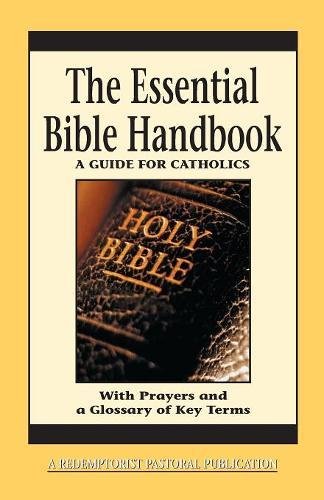 The Essential
Bible Handbook
A GUIDE FOR CATHOLICS
HOLY
BIBLE
With Prayers and
a Glossary of Key Terms
A REDEMPTORIST PASTORAL PUBLICATION